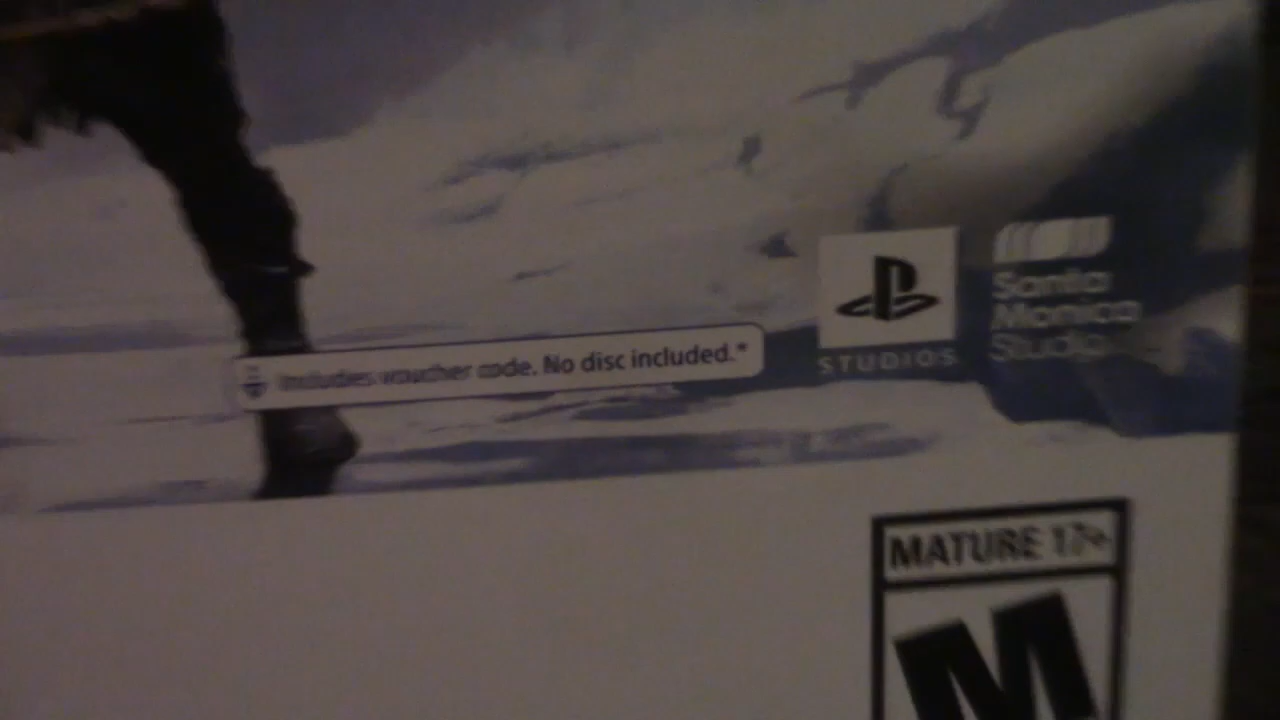 Includes voucher code. No disc included.*
STUDIOS
Santa
Monica
Studio
MATURE 17+
M